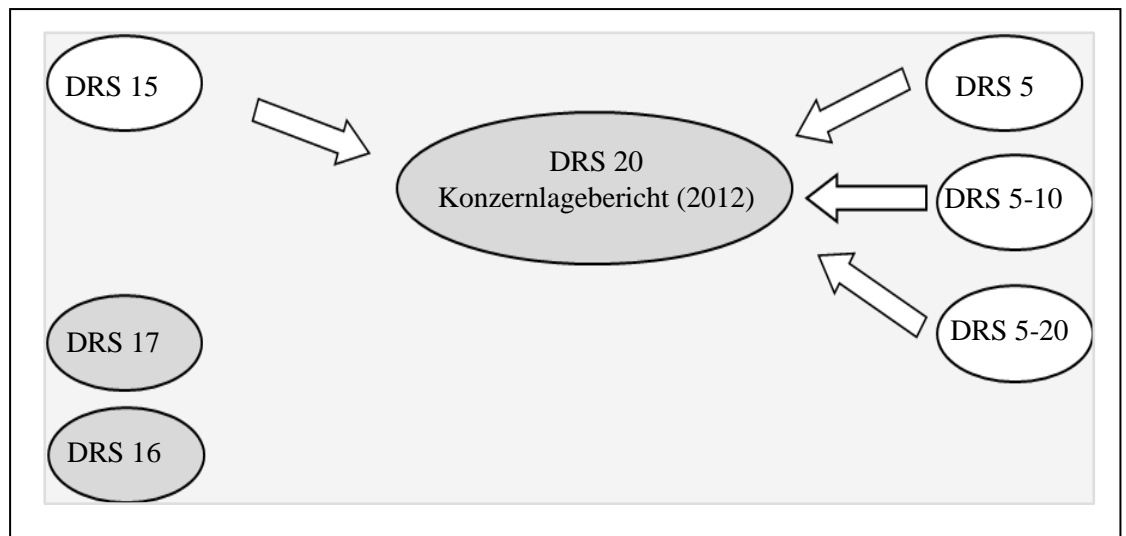 DRS 15
DRS 5
DRS 20
Konzernlagebericht (2012)
DRS 5-10
DRS 5-20
DRS 17
DRS 16